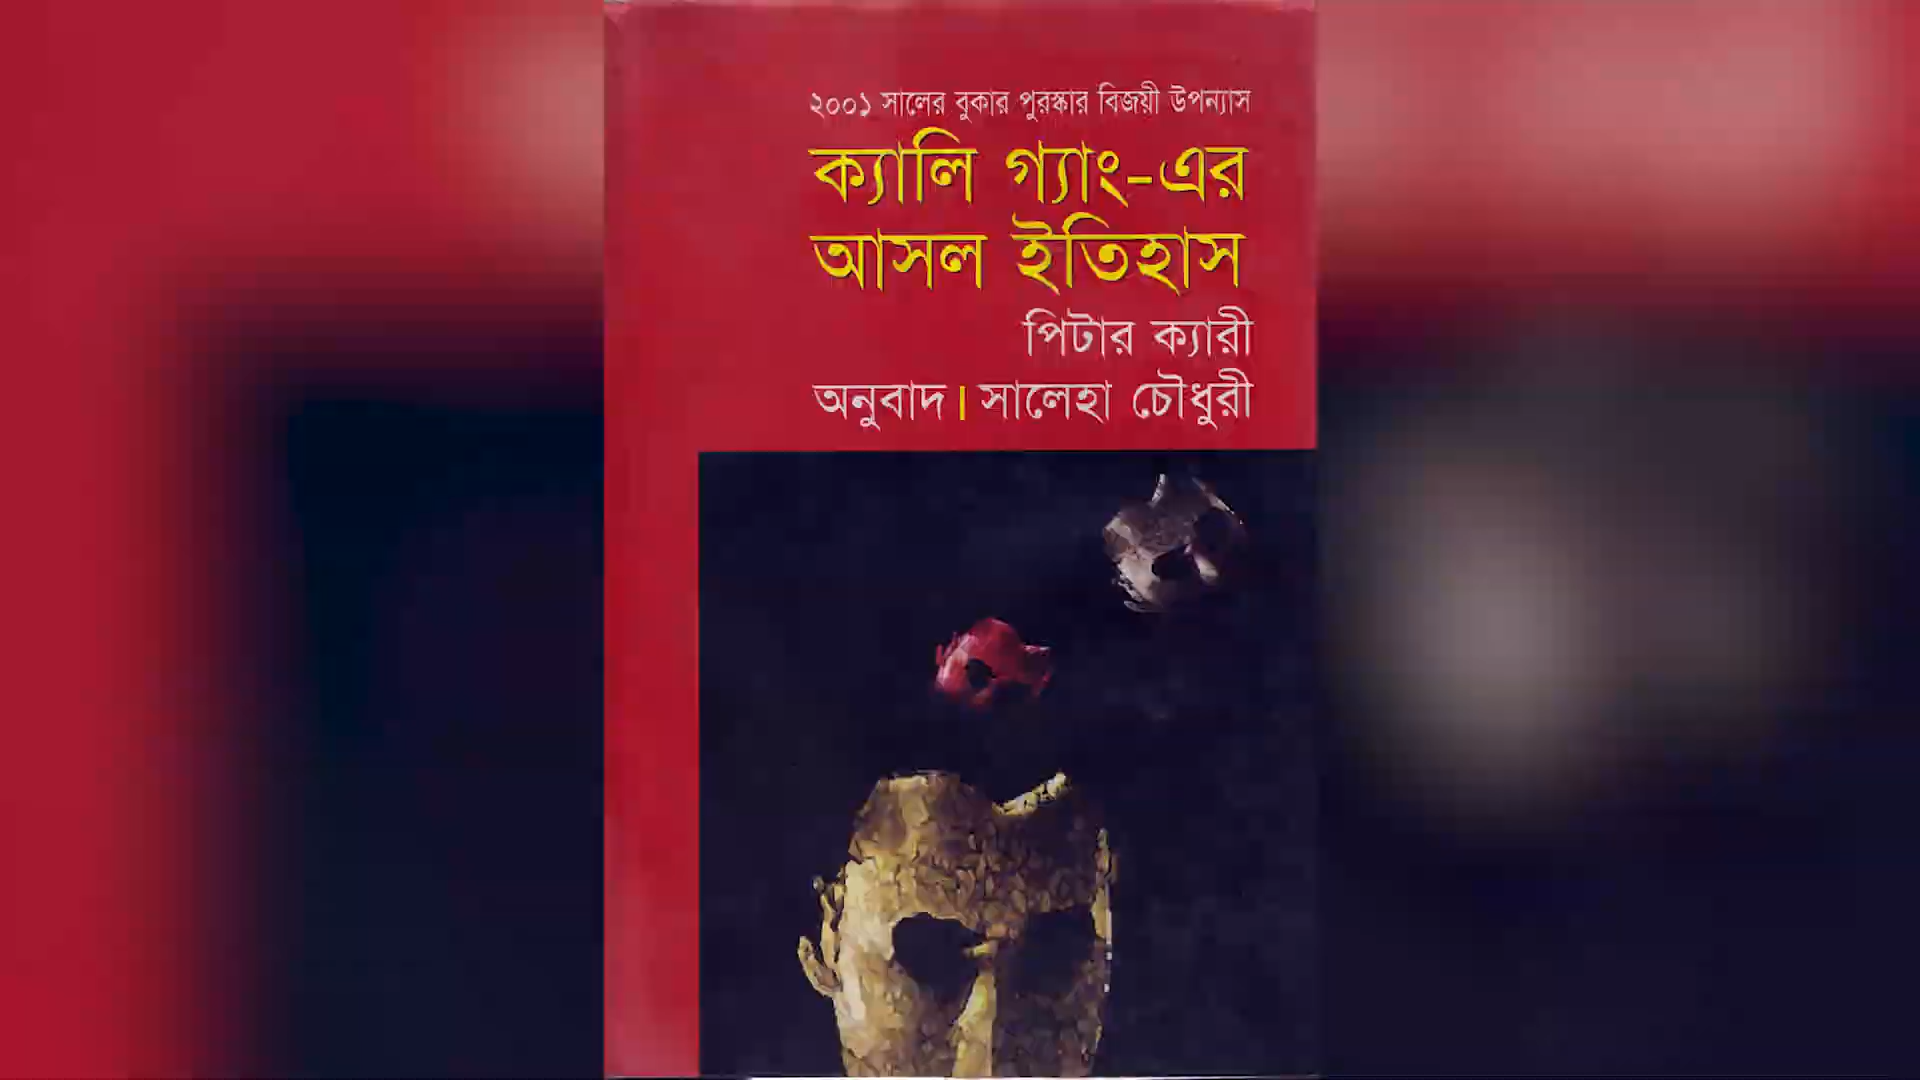 ২০০১ সালের বুকার পুরস্কার বিজয়ী উপন্যাস
ক্যালি গ্যাং-এর
আসল ইতিহাস
পিটার ক্যারী
অনুবাদ | সালেহা চৌধুরী